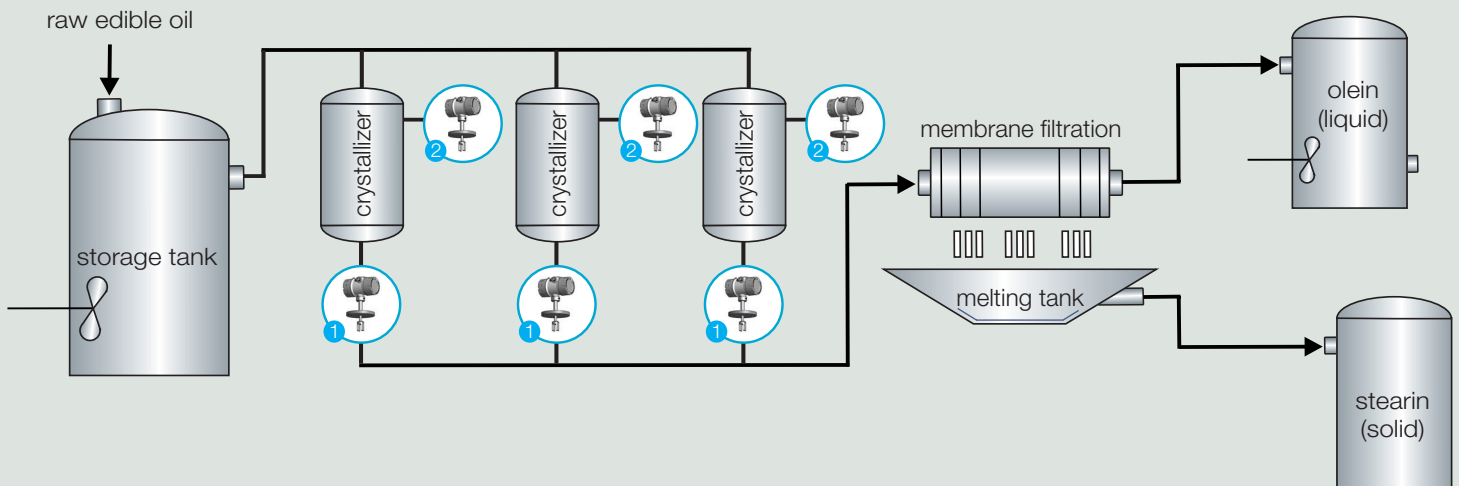 raw edible oil
storage tank
crystallizer
2
1
crystallizer
2
1
crystallizer
2
1
membrane filtration
melting tank
olein
(liquid)
stearin
(solid)